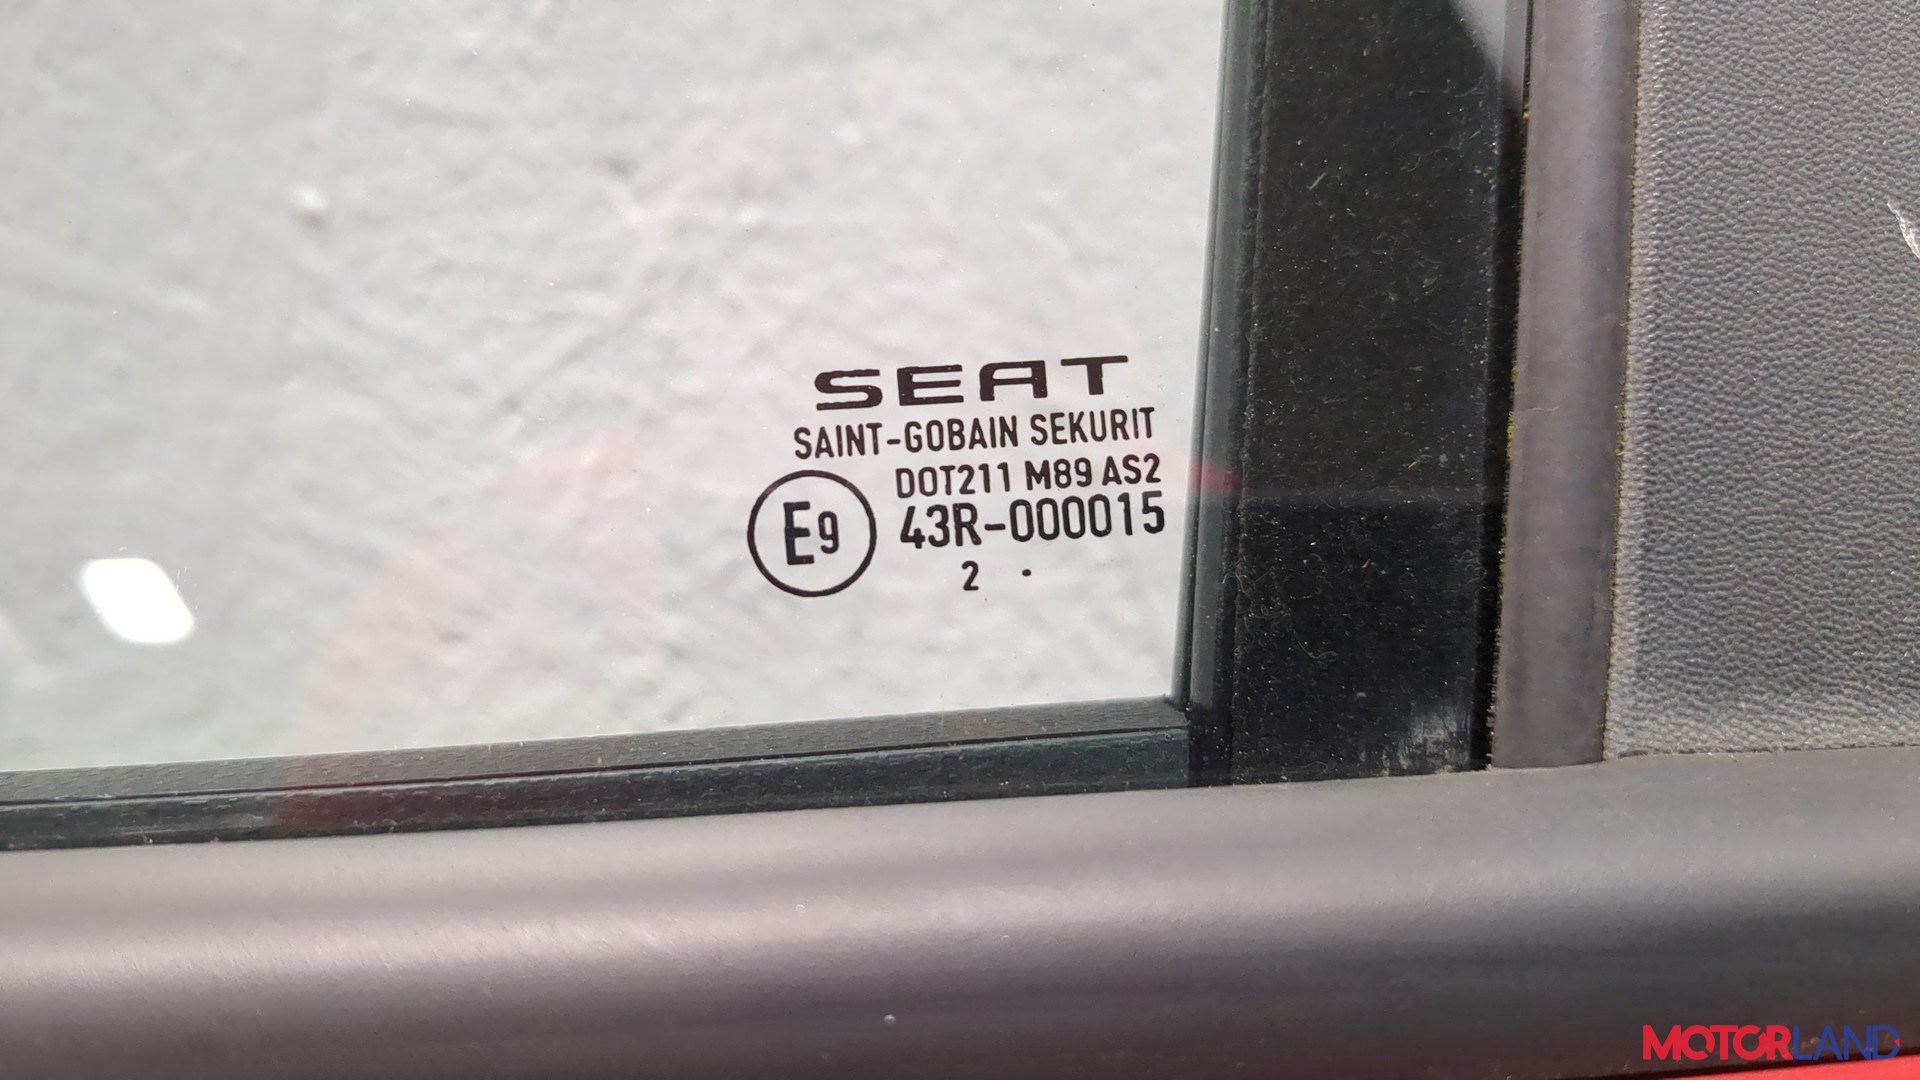 SEAT
SAINT-GOBAIN SEKURIT
DOT211 M89 AS2
E9 43R-000015
2 .
MOTORLAND